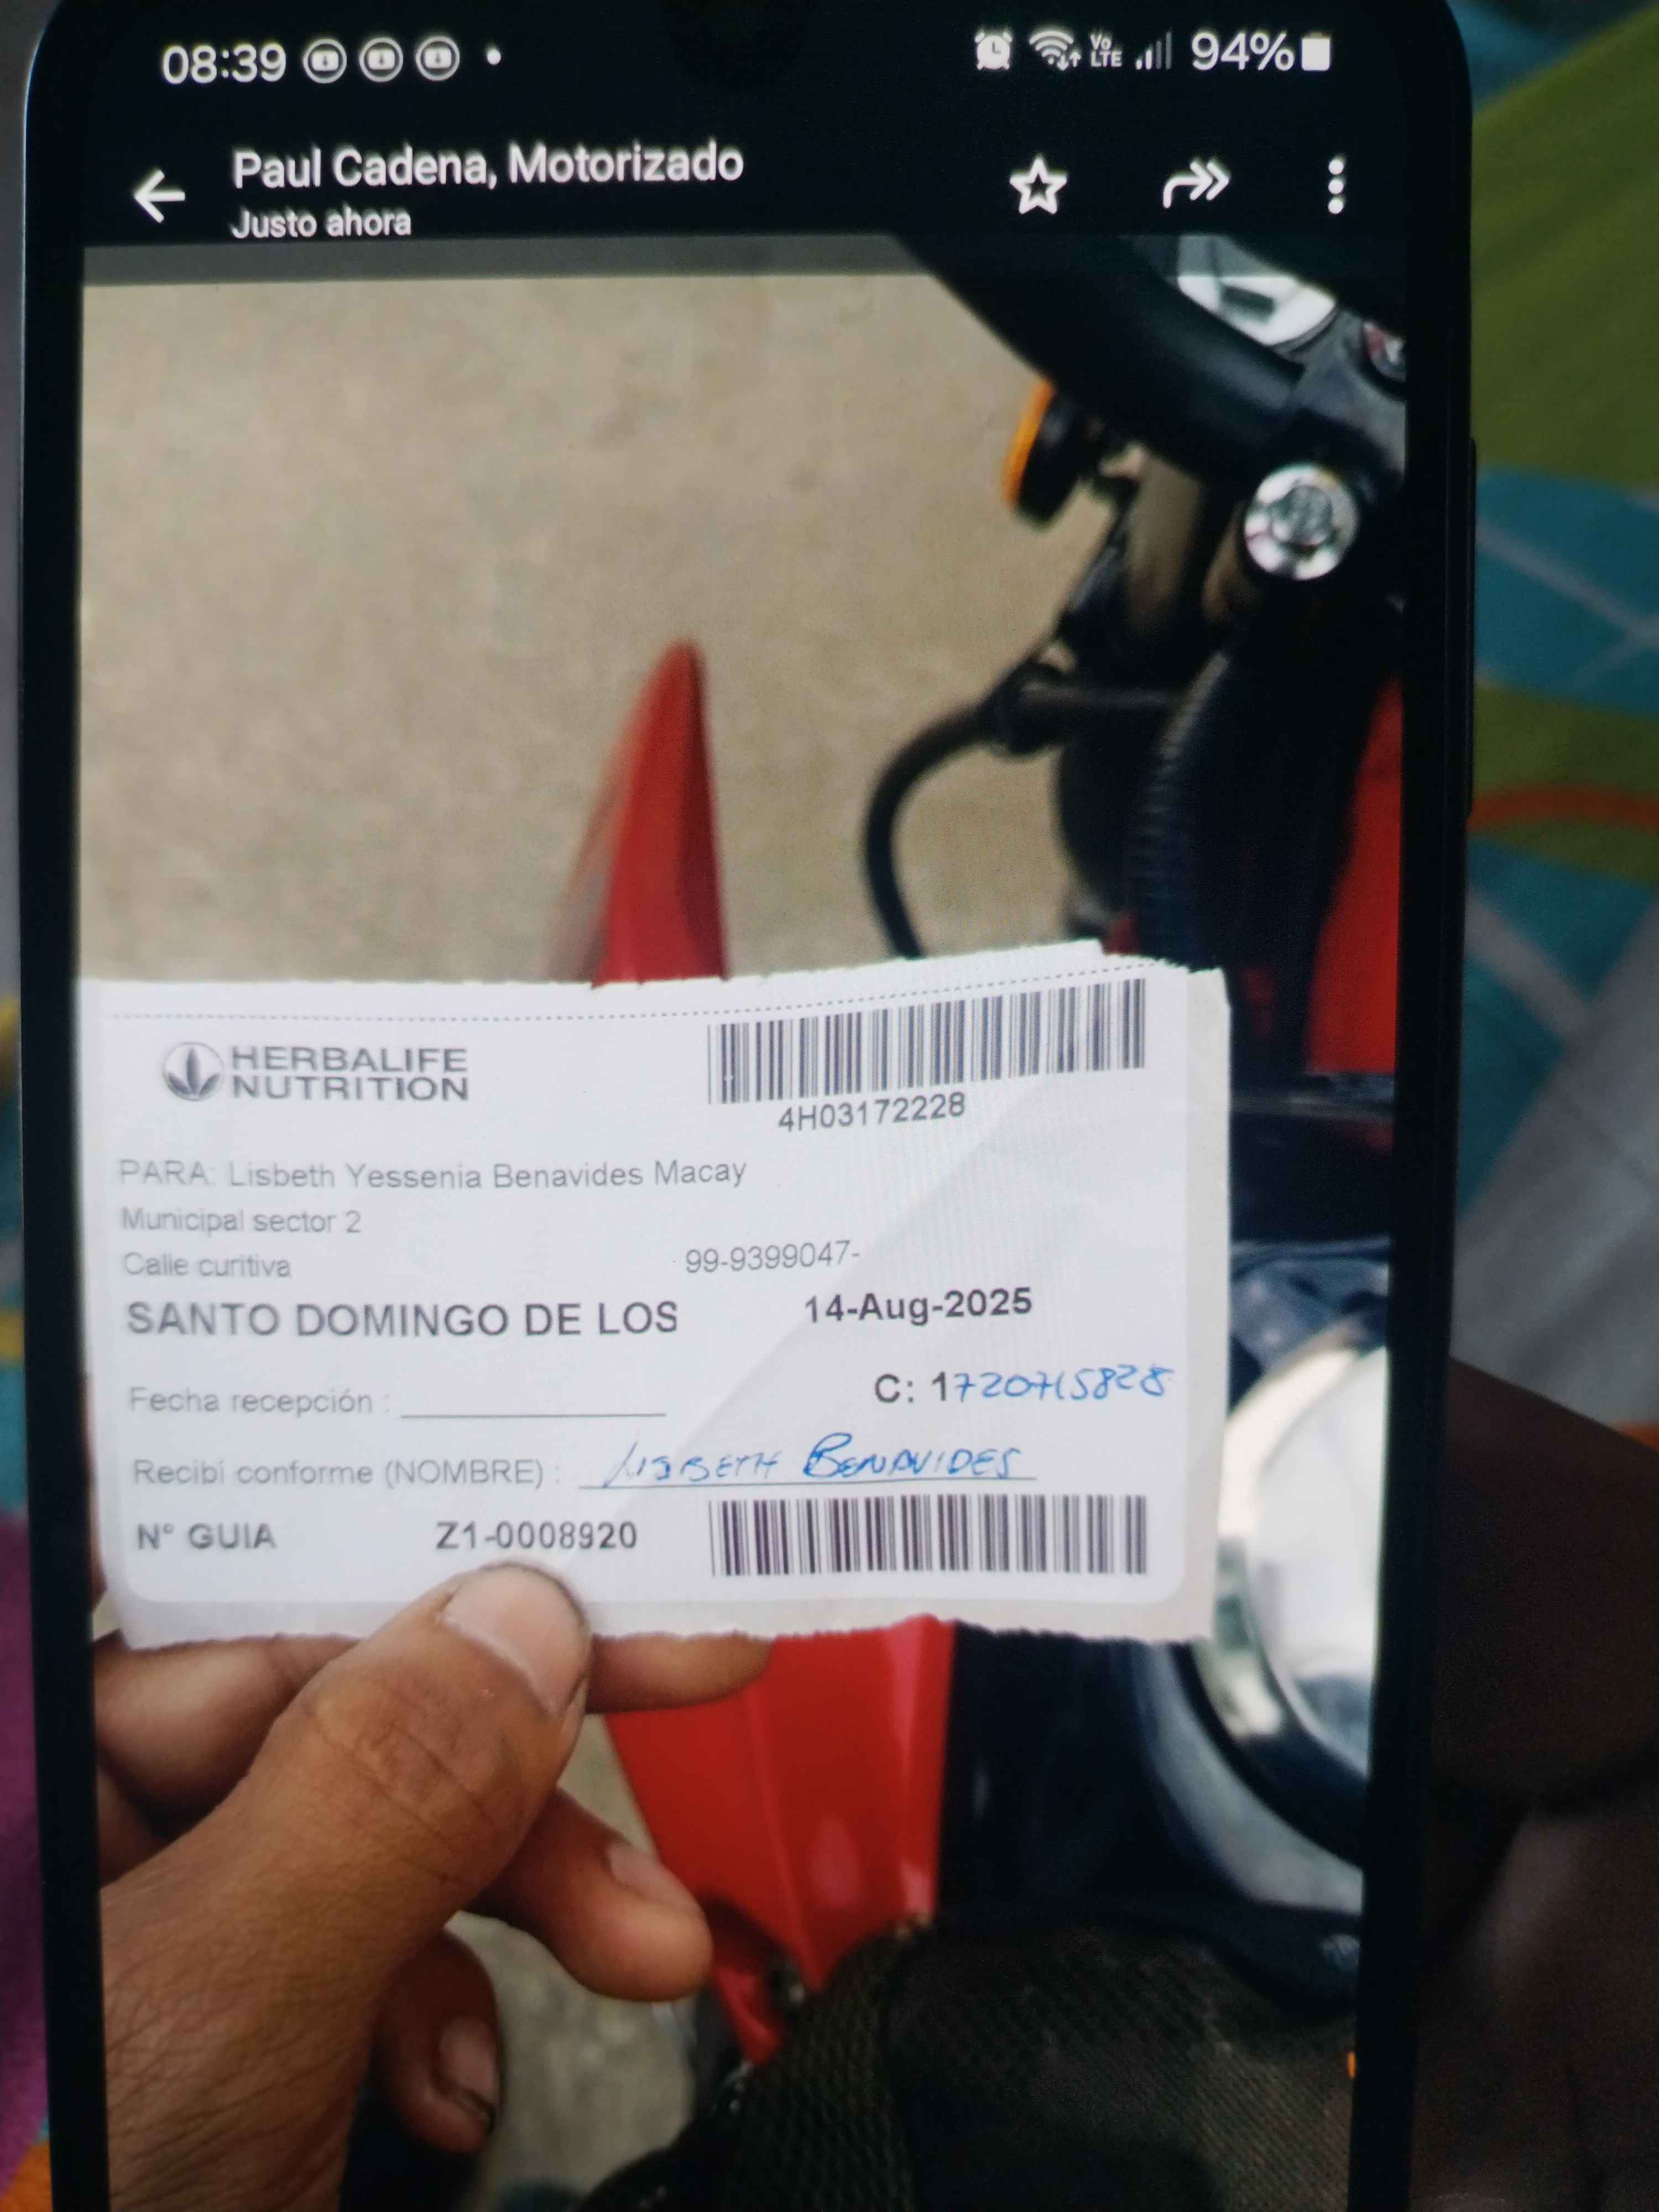 08:39
Vo LTE 94%
Paul Cadena, Motorizado
Justo ahora
HERBALIFE
NUTRITION
4H03172228
PARA: Lisbeth Yessenia Benavides Macay
Municipal sector 2
Calle curitiva 99-9399047-
SANTO DOMINGO DE LOS 14-Aug-2025
Fecha recepción : C: 1720715828
Recibí conforme (NOMBRE) : LISBETH BENAVIDES
N° GUIA Z1-0008920